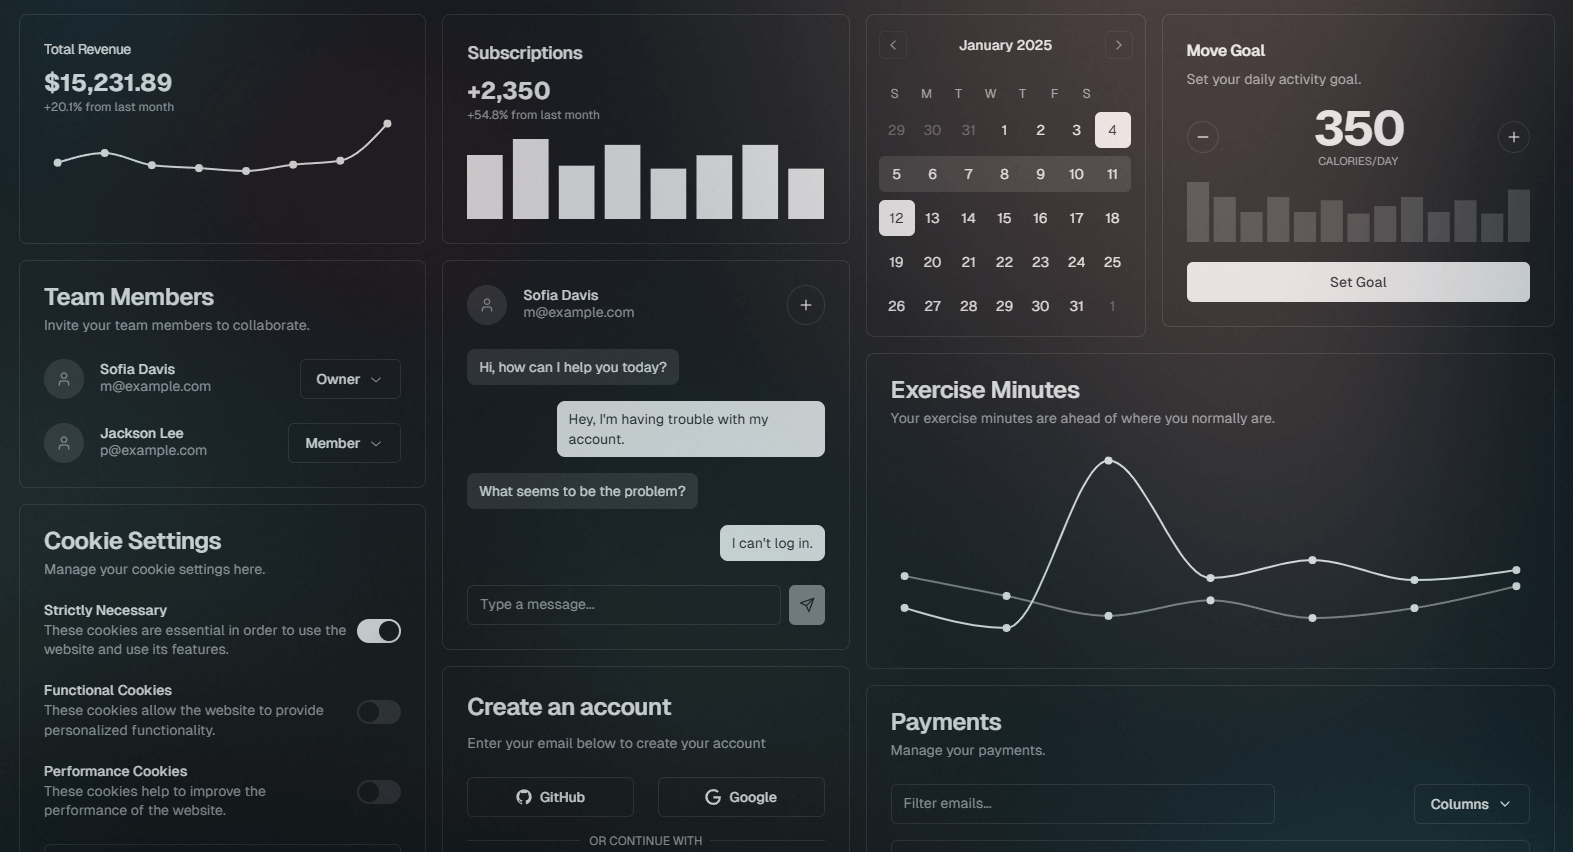 Total Revenue
$15,231.89
+20.1% from last month
Subscriptions
+2,350
+54.8% from last month
January 2025
S M T W T F S
29 30 31 1 2 3 4
5 6 7 8 9 10 11
12 13 14 15 16 17 18
19 20 21 22 23 24 25
26 27 28 29 30 31 1
Move Goal
Set your daily activity goal.
350
CALORIES/DAY
Set Goal
Team Members
Invite your team members to collaborate.
Sofia Davis
m@example.com
Owner
Jackson Lee
p@example.com
Member
Sofia Davis
m@example.com
Hi, how can I help you today?
Hey, I'm having trouble with my
account.
What seems to be the problem?
I can't log in.
Type a message...
Exercise Minutes
Your exercise minutes are ahead of where you normally are.
Cookie Settings
Manage your cookie settings here.
Strictly Necessary
These cookies are essential in order to use the
website and use its features.
Functional Cookies
These cookies allow the website to provide
personalized functionality.
Performance Cookies
These cookies help to improve the
performance of the website.
Create an account
Enter your email below to create your account
GitHub
Google
OR CONTINUE WITH
Payments
Manage your payments.
Filter emails...
Columns